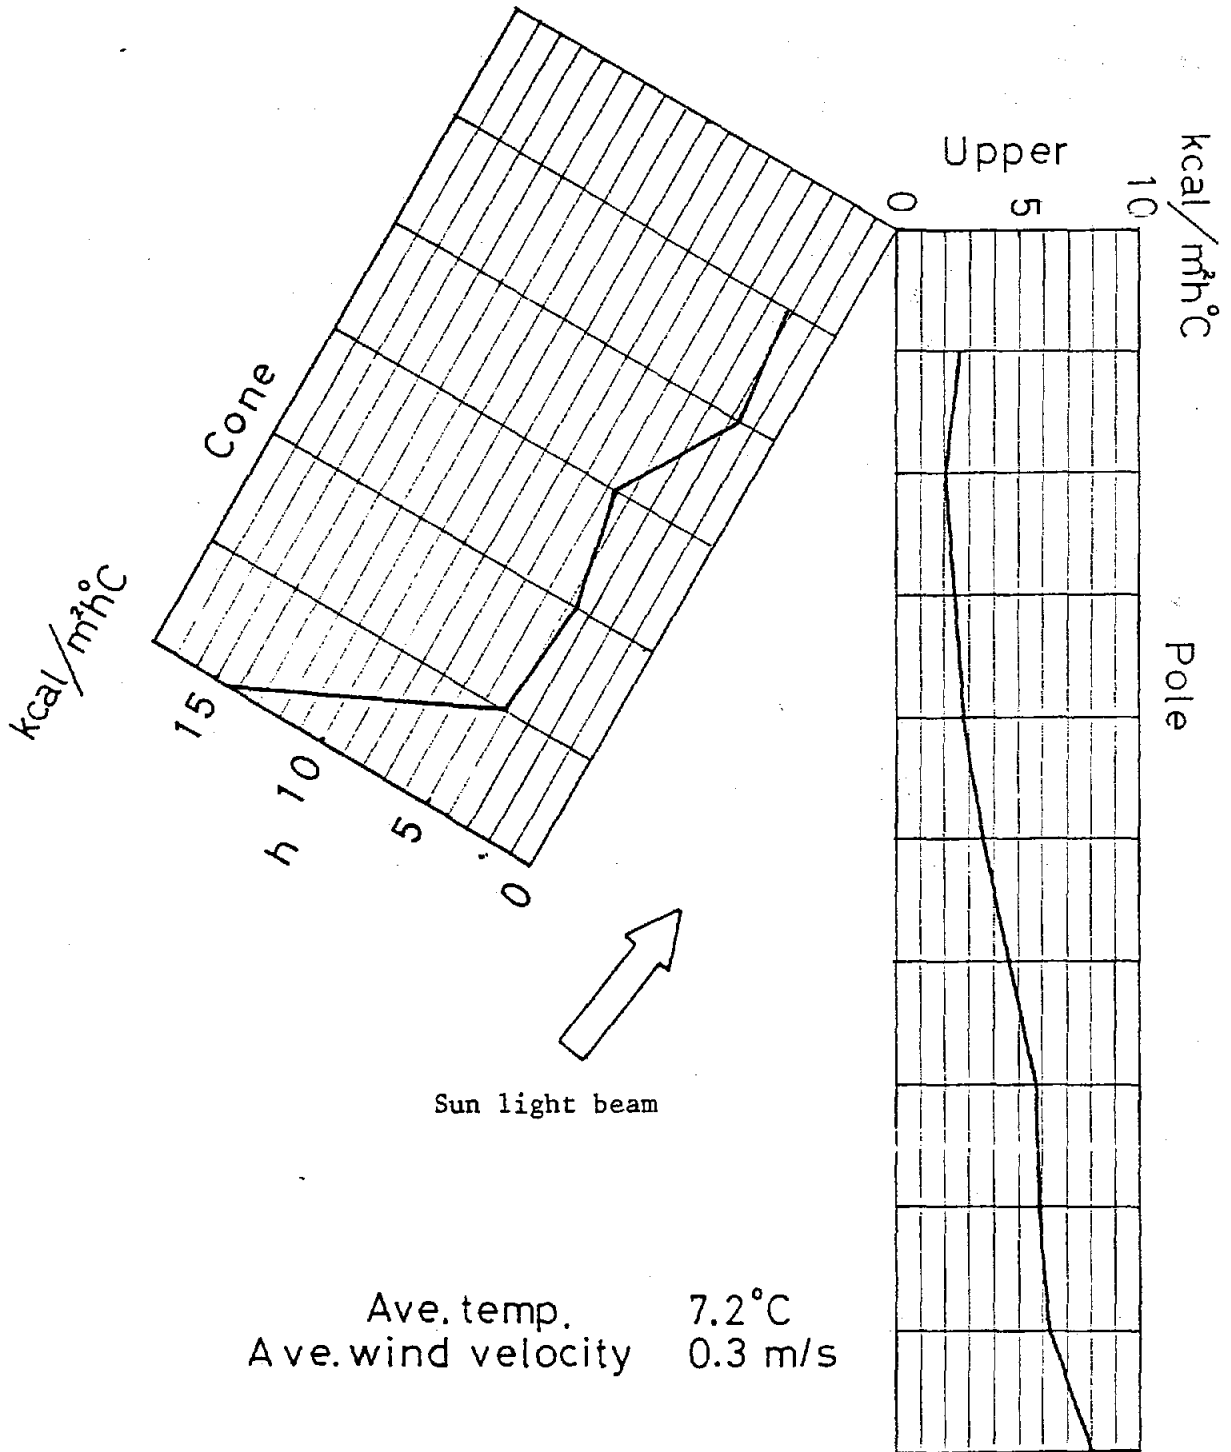 Upper
kcal/m²h°C
0
5
10
Pole
Cone
kcal/m²h°C
15
10
5
0
h
Sun light beam
Ave. temp. 7.2°C
Ave. wind velocity 0.3 m/s